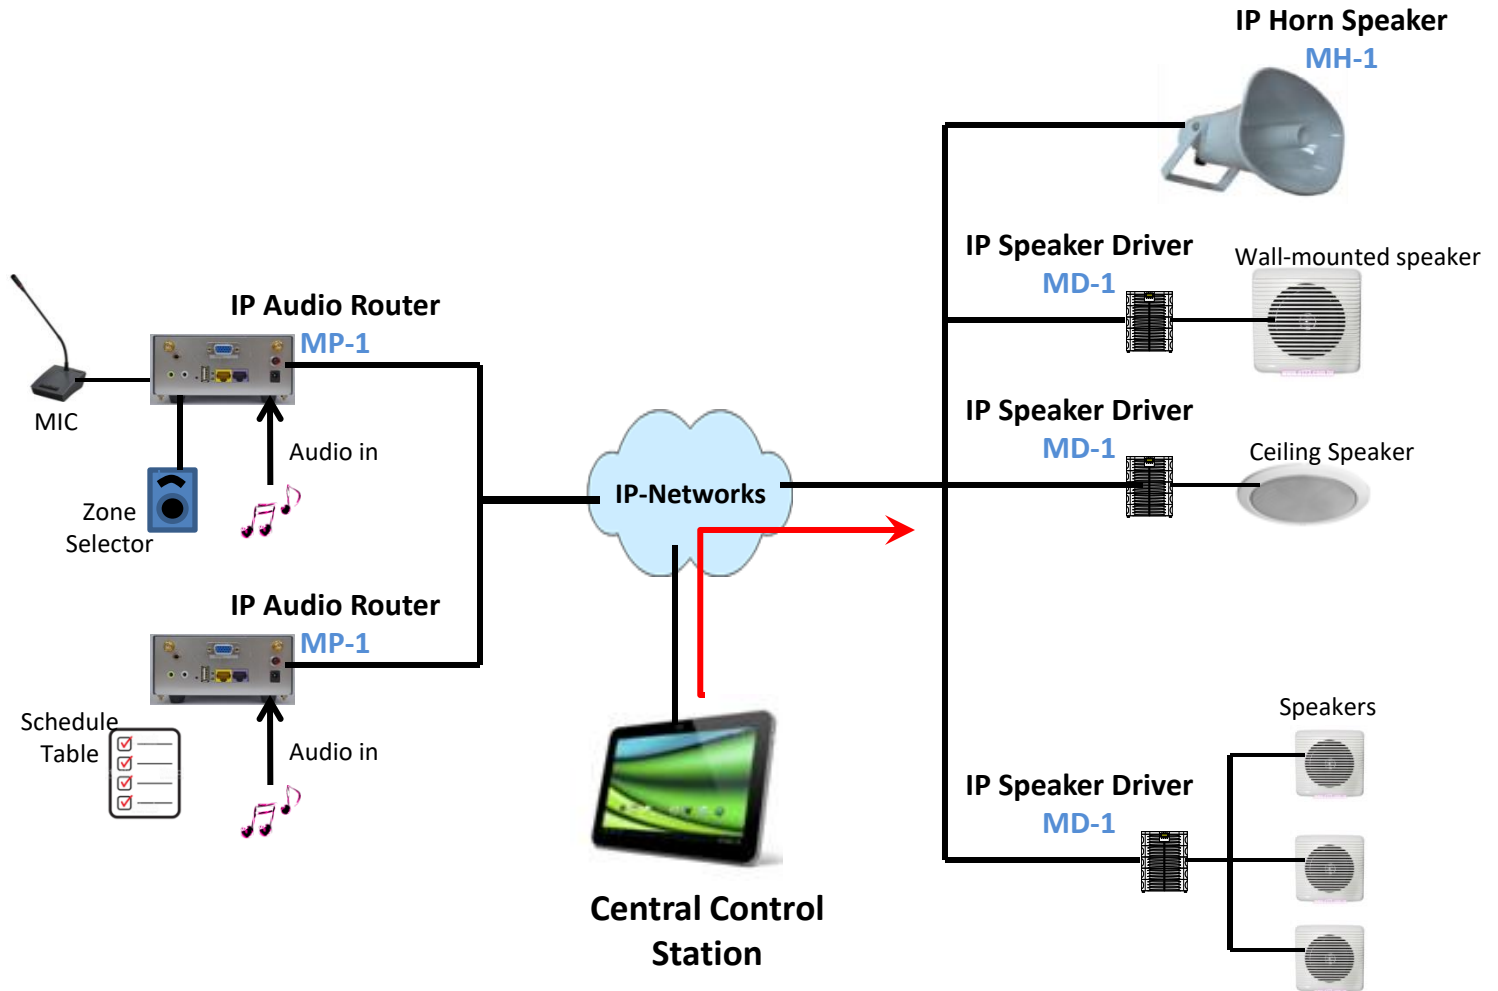 IP Horn Speaker
MH-1
IP Speaker Driver
MD-1
Wall-mounted speaker
IP Audio Router
MP-1
MIC
Audio in
Zone
Selector
IP-Networks
IP Speaker Driver
MD-1
Ceiling Speaker
IP Audio Router
MP-1
Schedule
Table
Audio in
Central Control
Station
Speakers
IP Speaker Driver
MD-1